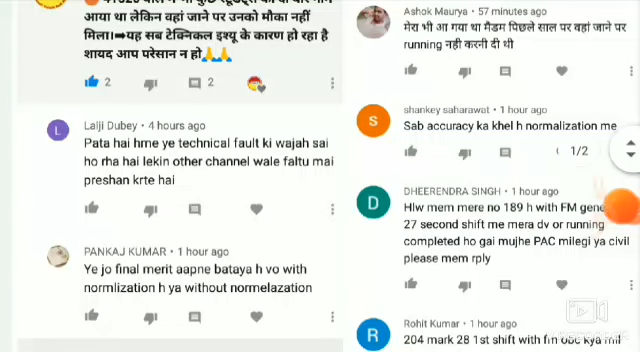 आया था लेकिन वहां जाने पर उनको मौका नहीं
मिला।➡यह सब टेक्निकल इश्यू के कारण हो रहा है
शायद आप परेसान न हो🙏🙏
2
2
Lalji Dubey • 4 hours ago
Pata hai hme ye technical fault ki wajah sai
ho rha hai lekin other channel wale faltu mai
preshan krte hai
PANKAJ KUMAR • 1 hour ago
Ye jo final merit aapne bataya h vo with
normlization h ya without normelazation
Ashok Maurya • 57 minutes ago
मेरा भी आ गया था मैडम पिछले साल पर वहां जाने पर
running नही करनी दी थी
shankey saharawat • 1 hour ago
Sab accuracy ka khel h normalization me
1/2
DHEERENDRA SINGH • 1 hour ago
Hlw mem mere no 189 h with FM gene
27 second shift me mera dv or running
completed ho gai mujhe PAC milegi ya civil
please mem rply
Rohit Kumar • 1 hour ago
204 mark 28 1st shift with fm obc kya mil